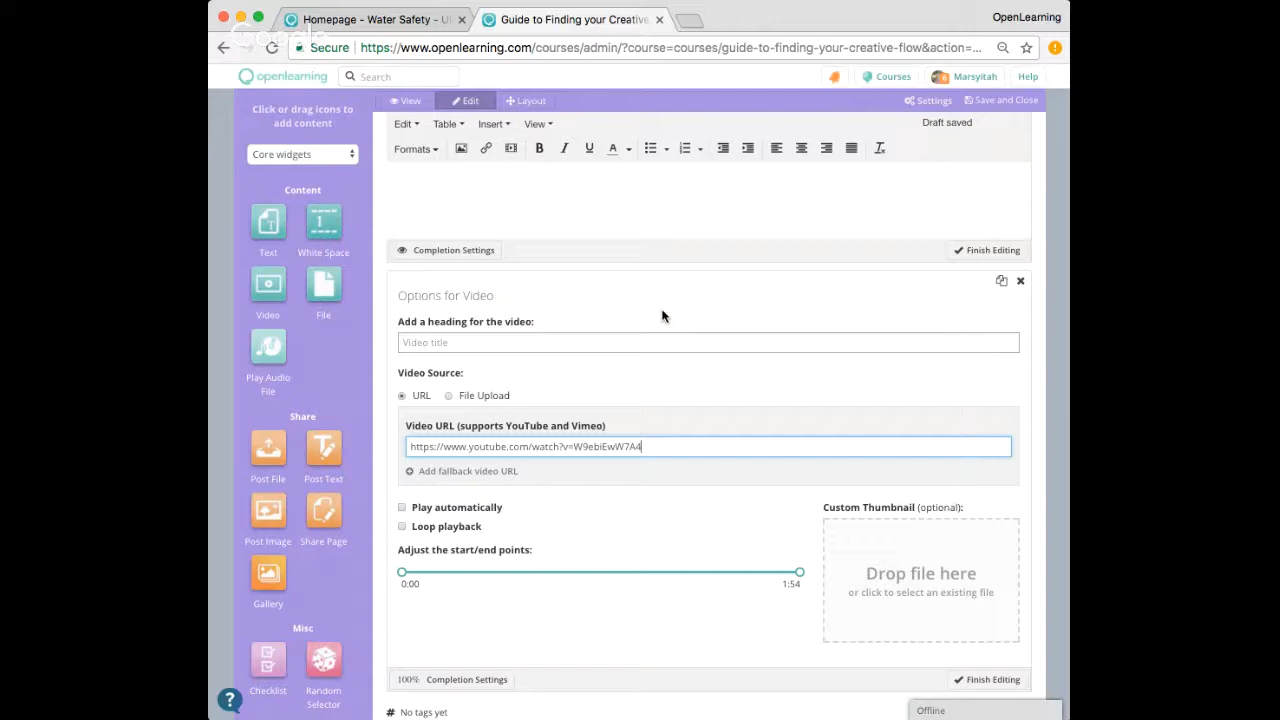 Homepage - Water Safety - U
Guide to Finding your Creative
OpenLearning
Google
Secure
https://www.openlearning.com/courses/admin/?course=courses/guide-to-finding-your-creative-flow&action=...
openlearning
Search
Courses
6
Marsyitah
Help
Click or drag icons to
add content
View
Edit
Layout
Settings
Save and Close
Core widgets
Edit
Table
Insert
View
Draft saved
Formats
B
I
U
A
Content
Text
White Space
Video
File
Play Audio
File
Completion Settings
Finish Editing
Options for Video
Add a heading for the video:
Video title
Video Source:
URL
File Upload
Video URL (supports YouTube and Vimeo)
https://www.youtube.com/watch?v=W9ebiEwW7A4
Add fallback video URL
Share
Post File
Post Text
Post Image
Share Page
Gallery
Play automatically
Loop playback
Adjust the start/end points:
0:00
1:54
Custom Thumbnail (optional):
Drop file here
or click to select an existing file
Misc
Checklist
Random
Selector
100%
Completion Settings
Finish Editing
# No tags yet
Offline